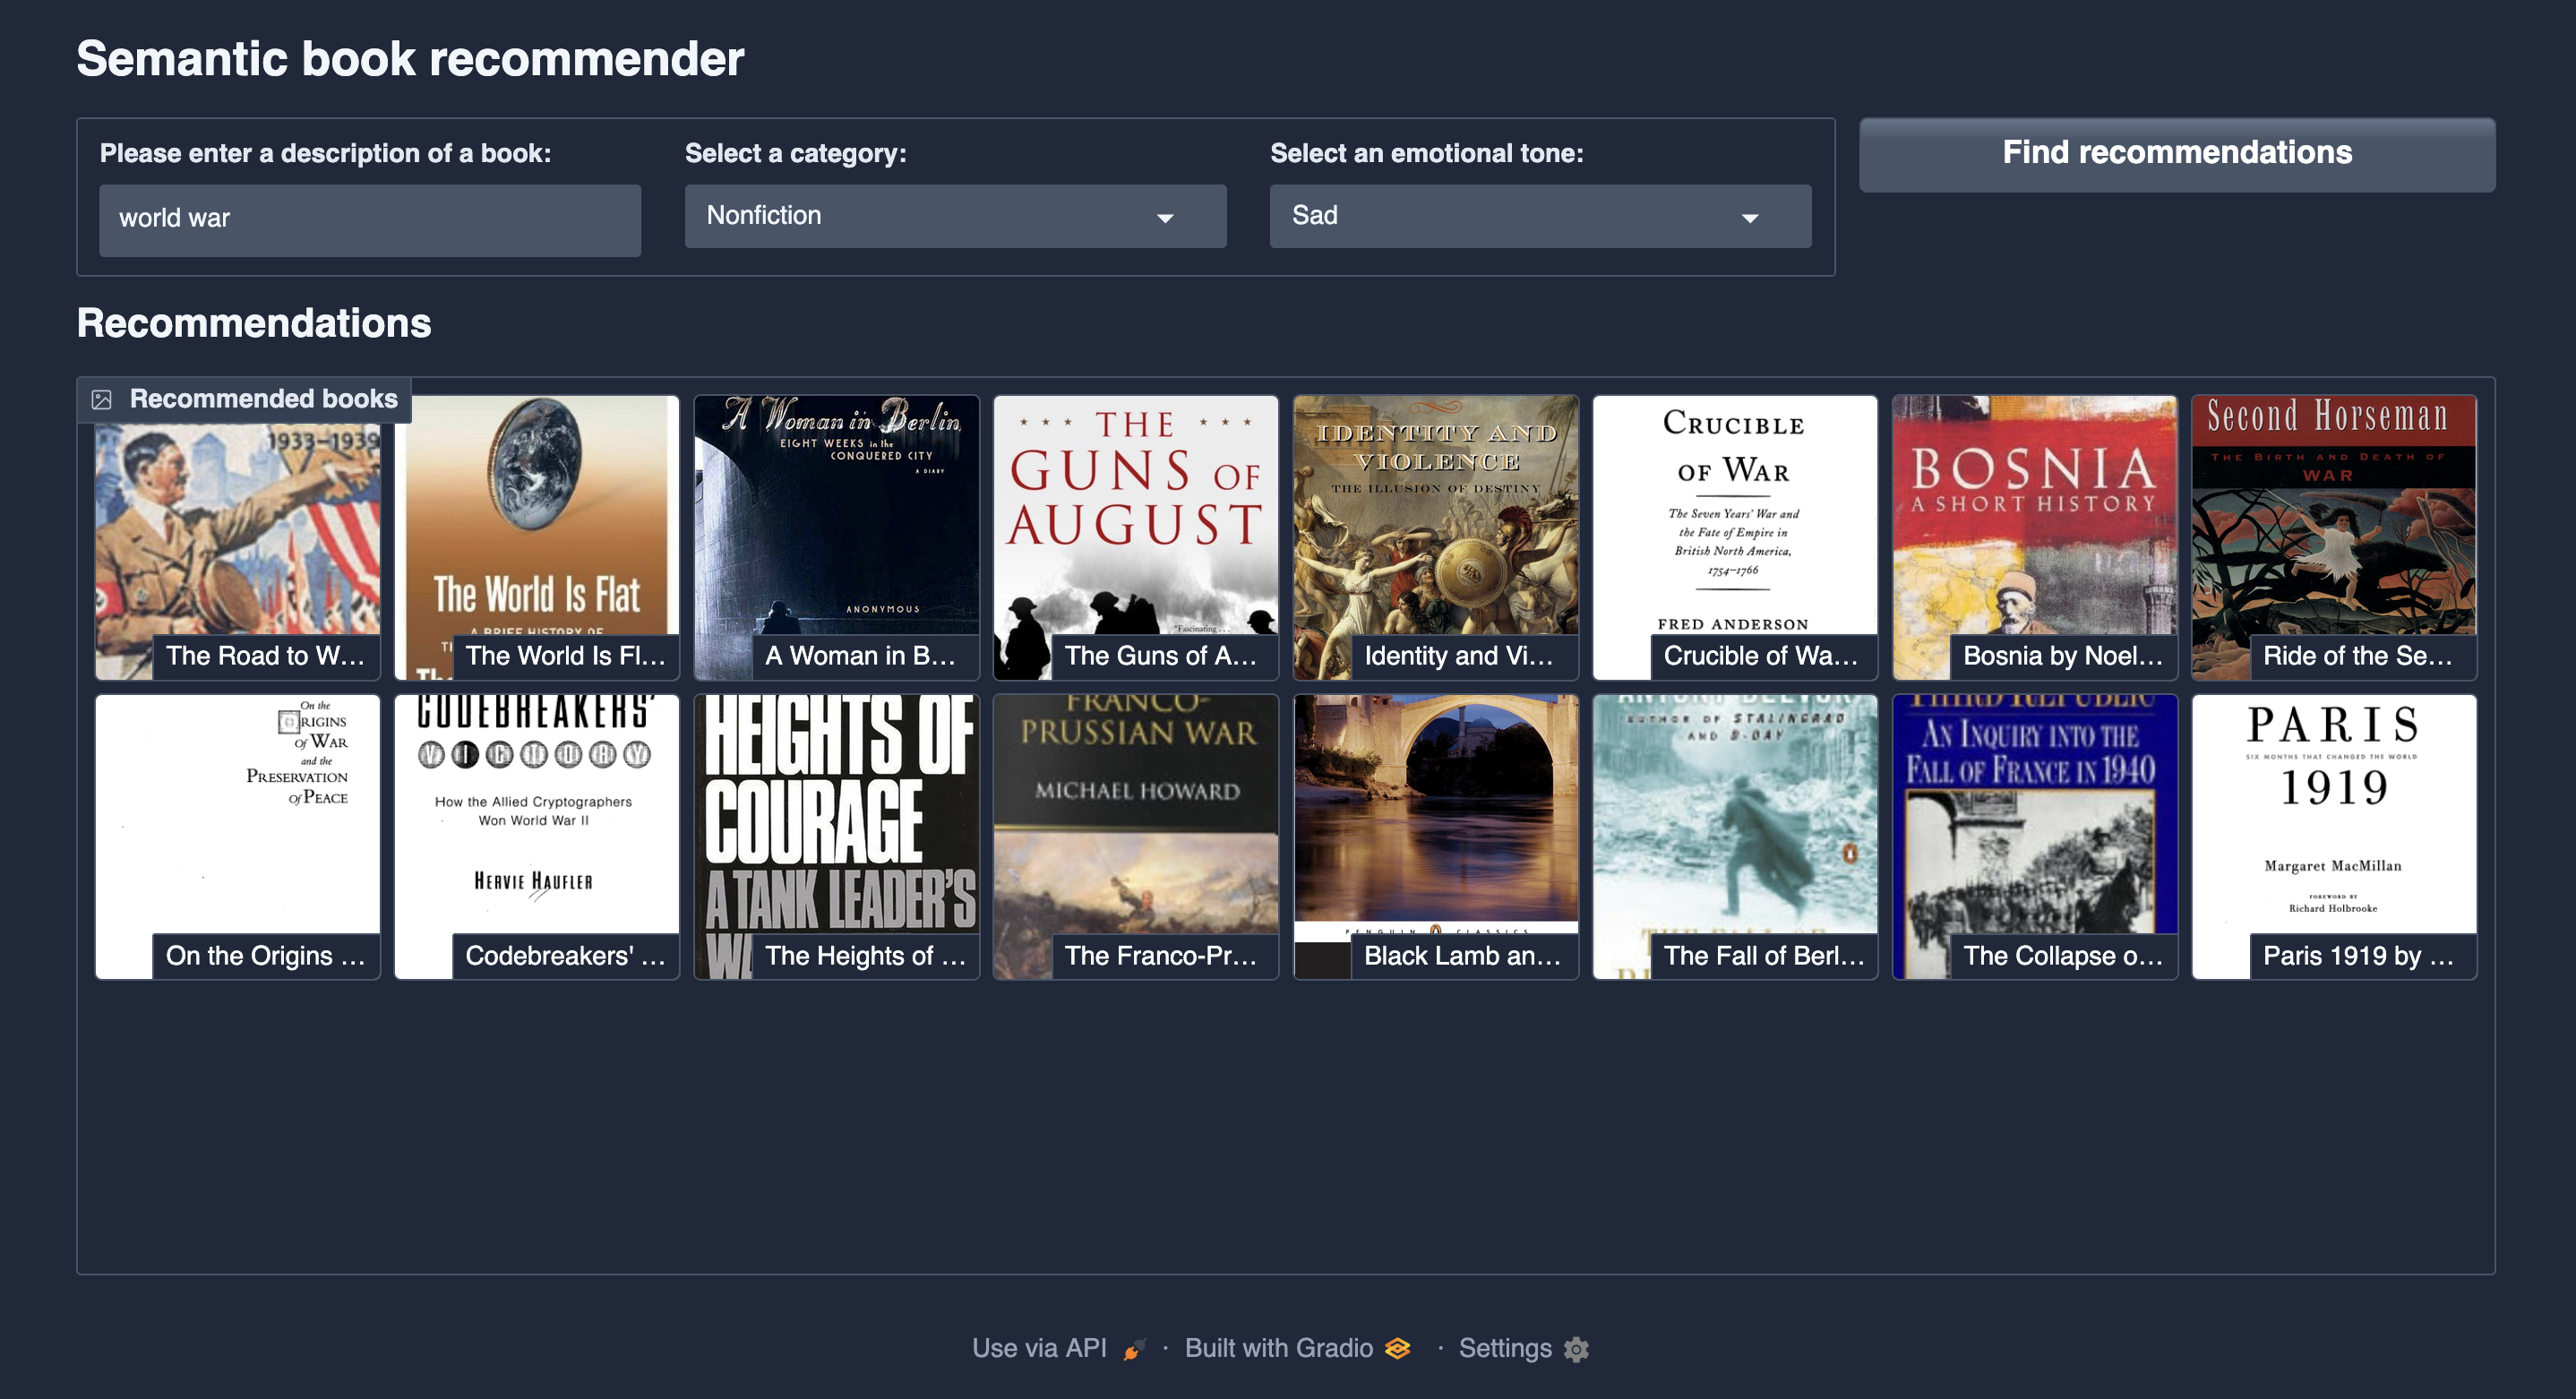 Semantic book recommender
Please enter a description of a book:
world war
Select a category:
Nonfiction
Select an emotional tone:
Sad
Find recommendations
Recommendations
Recommended books
1933–1939
The Road to W...
The World Is Flat
A BRIEF HISTORY OF
The World Is Fl...
A Woman in Berlin
EIGHT WEEKS in the
CONQUERED CITY
A DIARY
ANONYMOUS
A Woman in B...
THE
GUNS OF
AUGUST
"Fascinating . . .
The Guns of A...
IDENTITY AND
VIOLENCE
THE ILLUSION OF DESTINY
Identity and Vi...
CRUCIBLE
OF WAR
The Seven Years' War and
the Fate of Empire in
British North America,
1754–1766
FRED ANDERSON
Crucible of Wa...
BOSNIA
A SHORT HISTORY
Bosnia by Noel...
Second Horseman
THE BIRTH AND DEATH OF
WAR
Ride of the Se...
On the
ORIGINS
Of WAR
and the
PRESERVATION
Of PEACE
On the Origins ...
CODEBREAKERS'
VICTORY
How the Allied Cryptographers
Won World War II
HERVIE HAUFLER
Codebreakers' ...
HEIGHTS OF
COURAGE
A TANK LEADER'S
The Heights of ...
FRANCO-
PRUSSIAN WAR
MICHAEL HOWARD
The Franco-Pr...
PENGUIN CLASSICS
Black Lamb an...
ANTONY BEEVOR
AUTHOR OF STALINGRAD
AND D-DAY
The Fall of Berl...
THIRD REPUBLIC
AN INQUIRY INTO THE
FALL OF FRANCE IN 1940
The Collapse o...
PARIS
SIX MONTHS THAT CHANGED THE WORLD
1919
Margaret MacMillan
FOREWORD BY
Richard Holbrooke
Paris 1919 by ...
Use via API · Built with Gradio · Settings